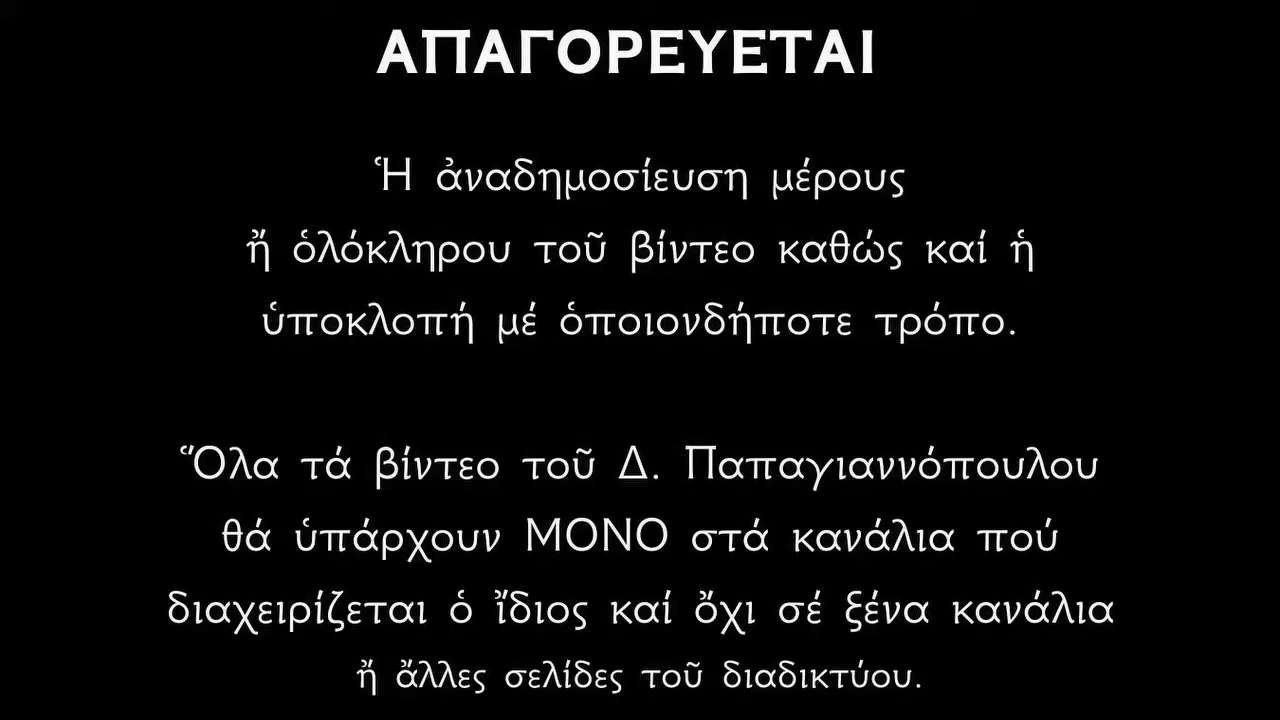 ΑΠΑΓΟΡΕΥΕΤΑΙ
Ἡ ἀναδημοσίευση μέρους
ἤ ὁλόκληρου τοῦ βίντεο καθώς καί ἡ
ὑποκλοπή μέ ὁποιονδήποτε τρόπο.
Ὅλα τά βίντεο τοῦ Δ. Παπαγιαννόπουλου
θά ὑπάρχουν ΜΟΝΟ στά κανάλια πού
διαχειρίζεται ὁ ἴδιος καί ὄχι σέ ξένα κανάλια
ἤ ἄλλες σελίδες τοῦ διαδικτύου.